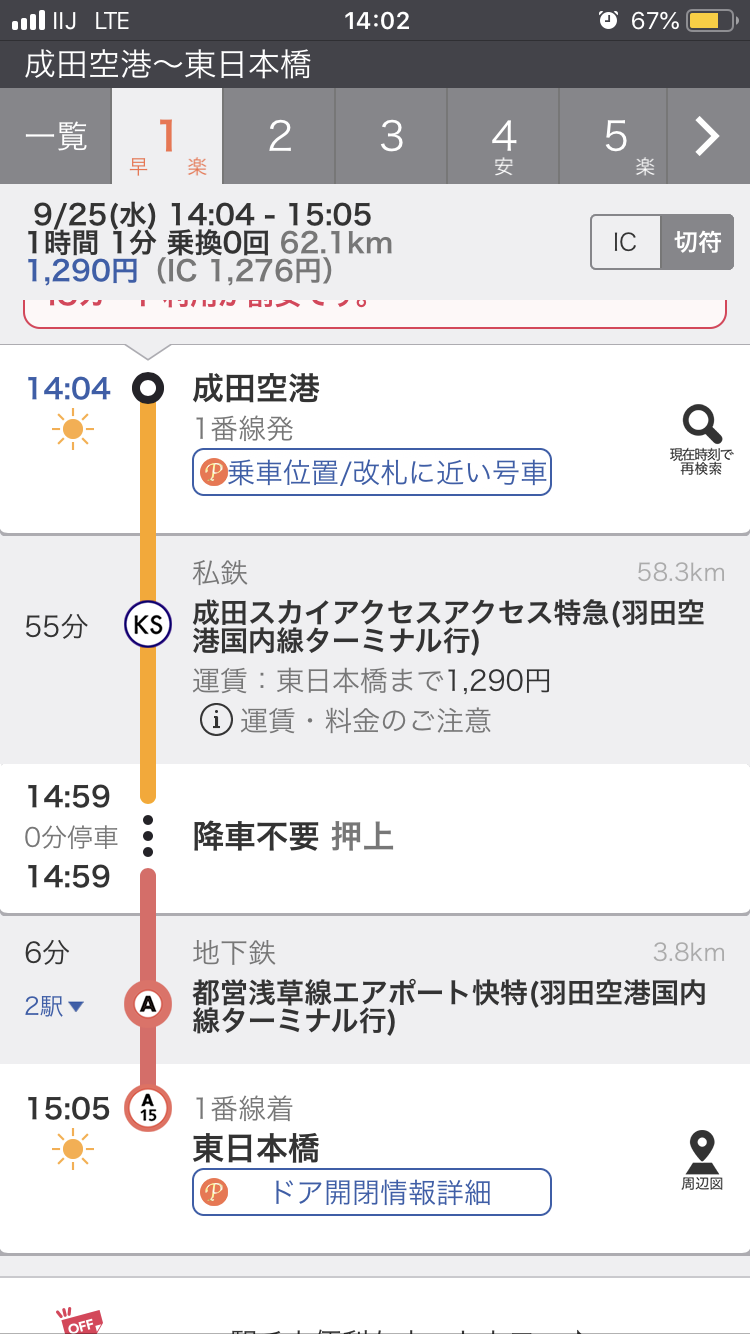 IIJ LTE 14:02 67%
成田空港〜東日本橋
一覧 1 2 3 4 5
早 楽 安 楽
9/25(水) 14:04 - 15:05
1時間 1分 乗換0回 62.1km
1,290円 (IC 1,276円)
IC 切符
14:04 成田空港
1番線発
P乗車位置/改札に近い号車
現在時刻で
再検索
私鉄 58.3km
55分 KS 成田スカイアクセスアクセス特急(羽田空
港国内線ターミナル行)
運賃：東日本橋まで1,290円
i 運賃・料金のご注意
14:59
0分停車 降車不要 押上
14:59
6分 地下鉄 3.8km
2駅▼ A 都営浅草線エアポート快特(羽田空港国内
線ターミナル行)
15:05 A 15 1番線着
東日本橋
P ドア開閉情報詳細
周辺図
OFF